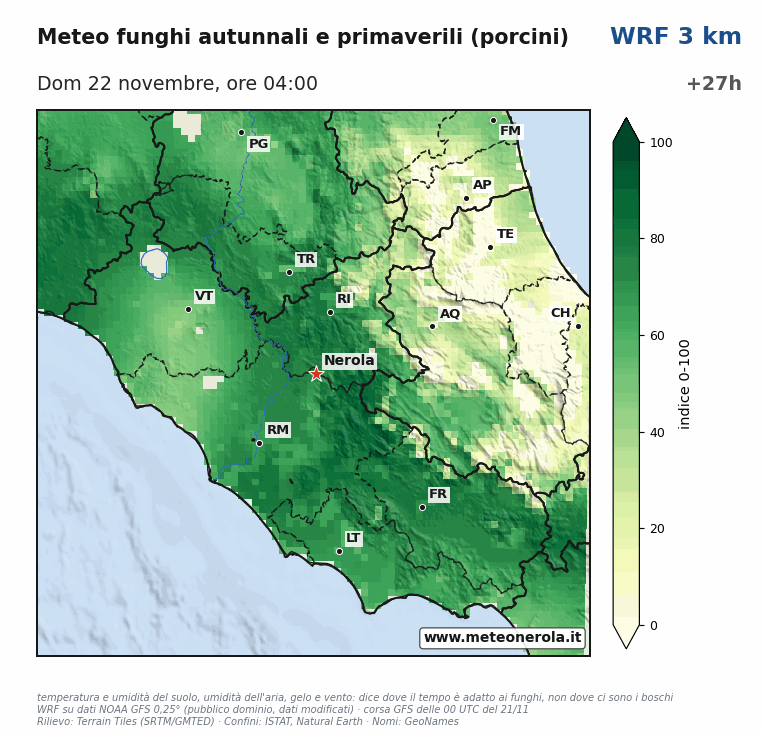 Meteo funghi autunnali e primaverili (porcini)
WRF 3 km
Dom 22 novembre, ore 04:00
+27h
FM
PG
AP
TE
TR
VT
RI
AQ
CH
Nerola
RM
FR
LT
www.meteonerola.it
100
80
60
40
20
0
indice 0-100
temperatura e umidità del suolo, umidità dell'aria, gelo e vento: dice dove il tempo è adatto ai funghi, non dove ci sono i boschi
WRF su dati NOAA GFS 0,25° (pubblico dominio, dati modificati) · corsa GFS delle 00 UTC del 21/11
Rilievo: Terrain Tiles (SRTM/GMTED) · Confini: ISTAT, Natural Earth · Nomi: GeoNames